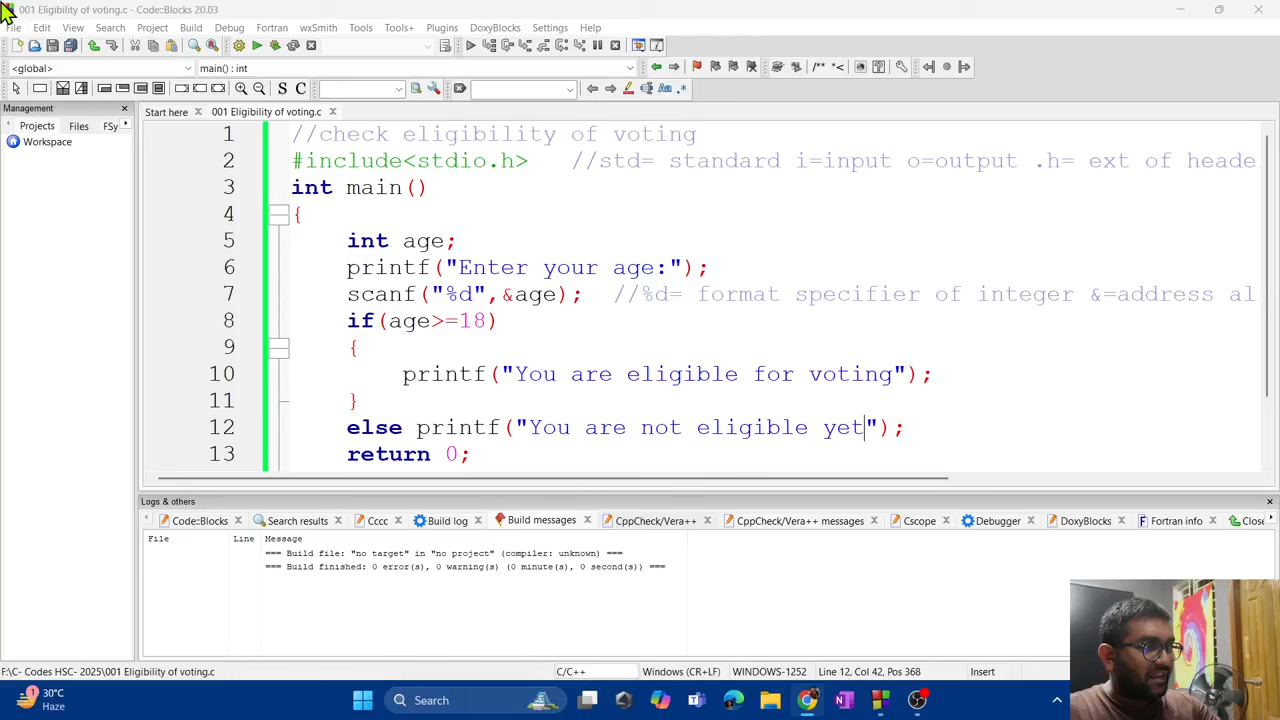 001 Eligibility of voting.c - Code::Blocks 20.03
File Edit View Search Project Build Debug Fortran wxSmith Tools Tools+ Plugins DoxyBlocks Settings Help
<global> main() : int
/** *<
S C
Aa .*
Management
Start here 001 Eligibility of voting.c
Projects Files FSy
Workspace
1 //check eligibility of voting
2 #include<stdio.h> //std= standard i=input o=output .h= ext of heade
3 int main()
4 {
5 int age;
6 printf("Enter your age:");
7 scanf("%d",&age); //%d= format specifier of integer &=address al
8 if(age>=18)
9 {
10 printf("You are eligible for voting");
11 }
12 else printf("You are not eligible yet");
13 return 0;
Logs & others
Code::Blocks Search results Cccc Build log Build messages CppCheck/Vera++ CppCheck/Vera++ messages Cscope Debugger DoxyBlocks Fortran info Close
File Line Message
=== Build file: "no target" in "no project" (compiler: unknown) ===
=== Build finished: 0 error(s), 0 warning(s) (0 minute(s), 0 second(s)) ===
F:\C- Codes HSC- 2025\001 Eligibility of voting.c C/C++ Windows (CR+LF) WINDOWS-1252 Line 12, Col 42, Pos 368 Insert
30°C
Haze
Search